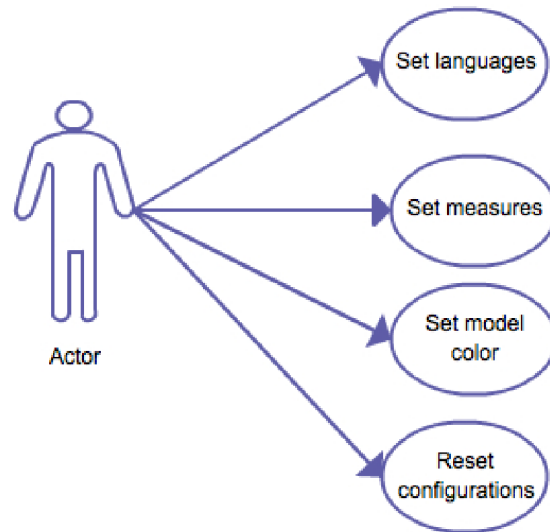 Set languages
Set measures
Set model
color
Actor
Reset
configurations